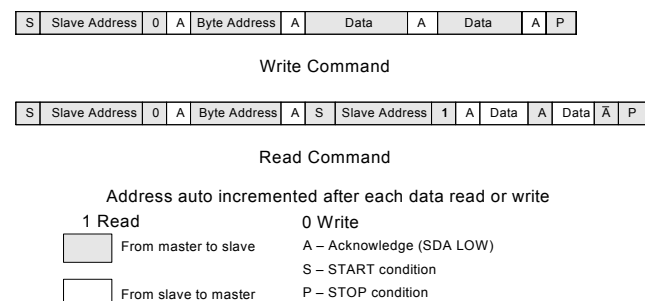 S Slave Address 0 A Byte Address A Data A Data A P
Write Command
S Slave Address 0 A Byte Address A S Slave Address 1 A Data A Data A̅ P
Read Command
Address auto incremented after each data read or write
1 Read 0 Write
From master to slave A – Acknowledge (SDA LOW)
S – START condition
From slave to master P – STOP condition